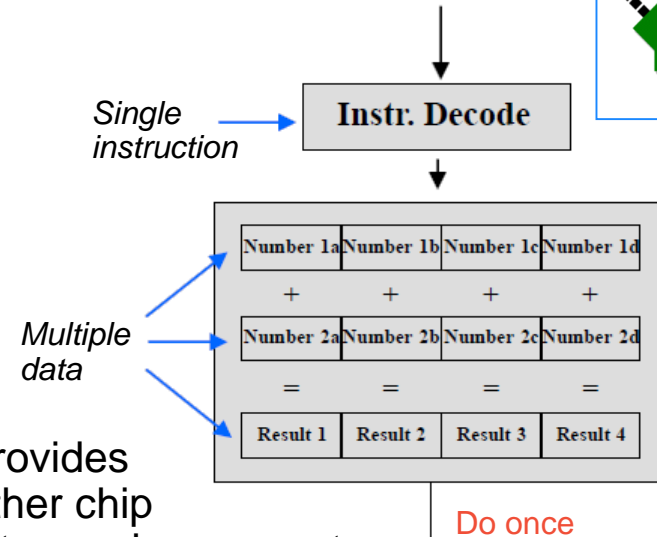 Single
instruction
Instr. Decode
Number 1a Number 1b Number 1c Number 1d
+ + + +
Multiple
data
Number 2a Number 2b Number 2c Number 2d
= = = =
Result 1 Result 2 Result 3 Result 4
rovides
ther chip
Do once